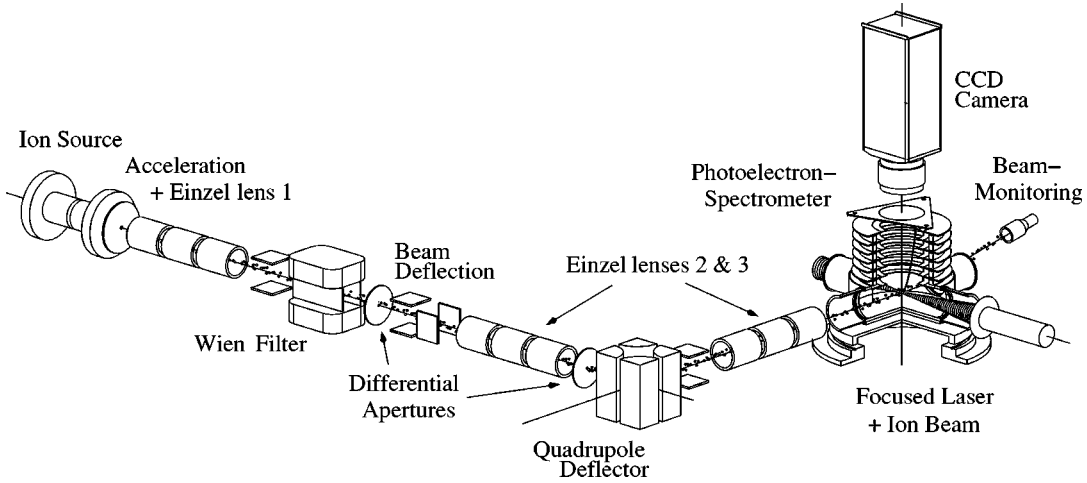 Ion Source
Acceleration
+ Einzel lens 1
Wien Filter
Beam
Deflection
Differential
Apertures
Einzel lenses 2 & 3
Quadrupole
Deflector
Photoelectron-
Spectrometer
CCD
Camera
Beam-
Monitoring
Focused Laser
+ Ion Beam